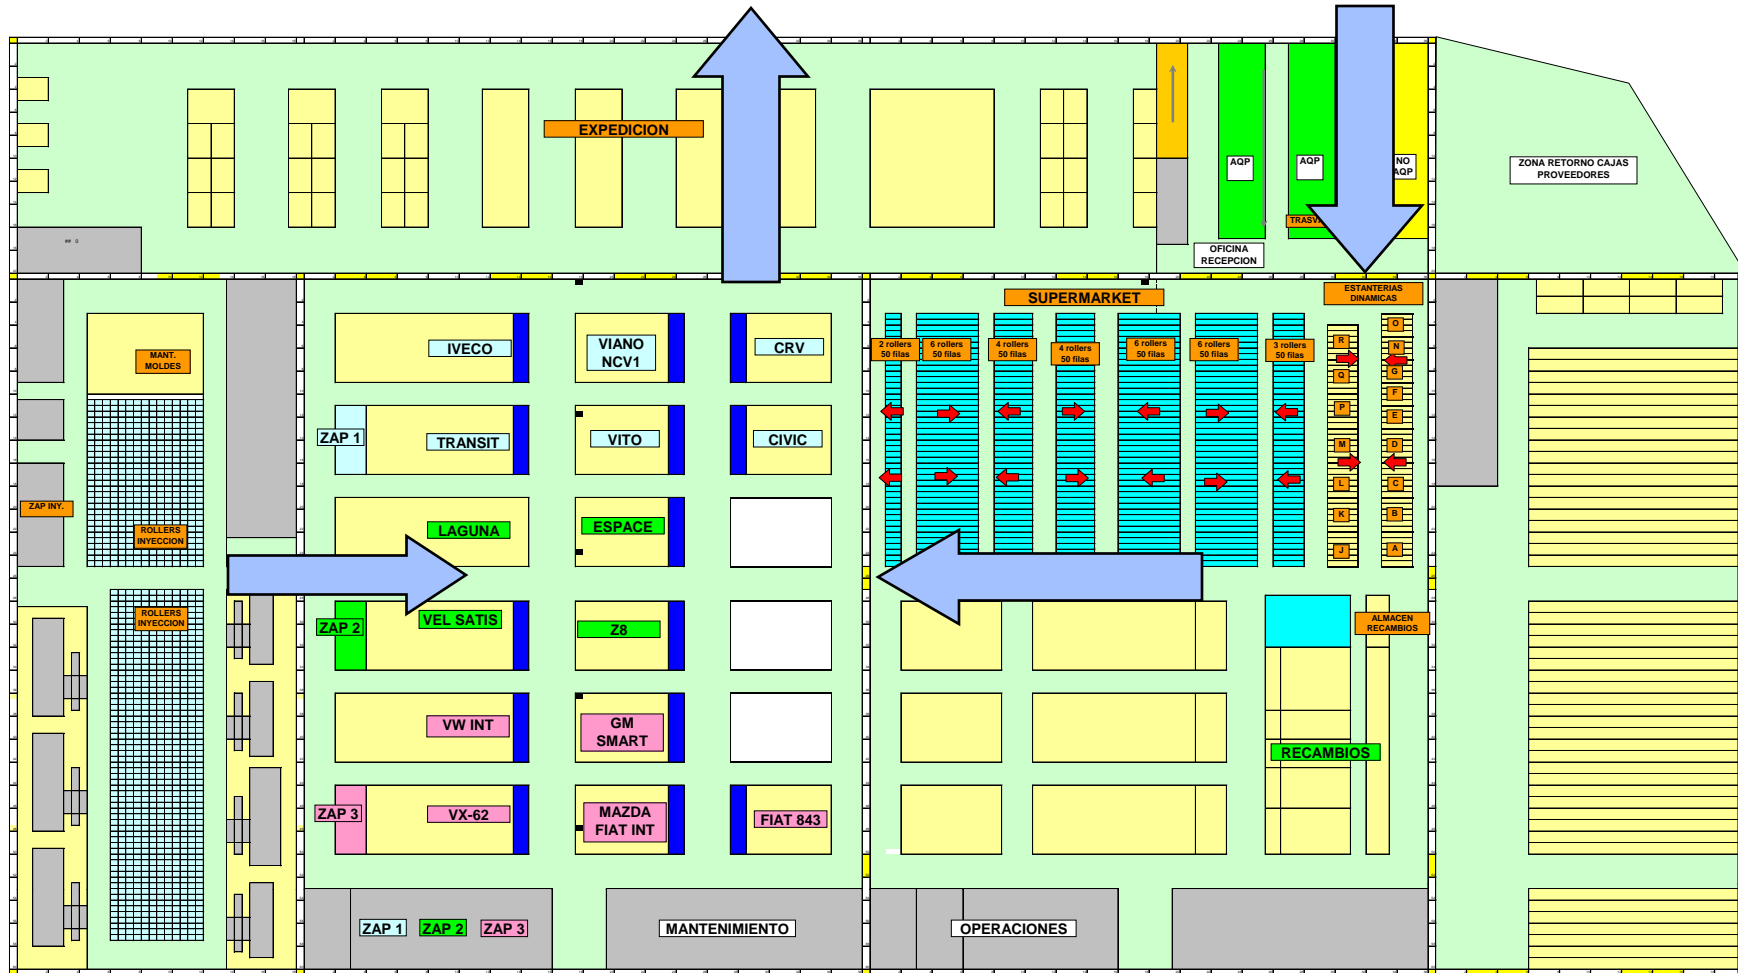 EXPEDICION
AQP
AQP
NO
AQP
ZONA RETORNO CAJAS
PROVEEDORES
OFICINA
RECEPCION
SUPERMARKET
ESTANTERIAS
DINAMICAS
MANT.
MOLDES
IVECO
VIANO
NCV1
CRV
2 rollers
50 filas
6 rollers
50 filas
4 rollers
50 filas
4 rollers
50 filas
6 rollers
50 filas
6 rollers
50 filas
3 rollers
50 filas
O
R
N
Q
G
F
P
E
M
D
L
C
K
B
J
A
ZAP 1
TRANSIT
VITO
CIVIC
ZAP INY.
ROLLERS
INYECCION
LAGUNA
ESPACE
ROLLERS
INYECCION
ZAP 2
VEL SATIS
Z8
ALMACEN
RECAMBIOS
VW INT
GM
SMART
RECAMBIOS
ZAP 3
VX-62
MAZDA
FIAT INT
FIAT 843
ZAP 1
ZAP 2
ZAP 3
MANTENIMIENTO
OPERACIONES